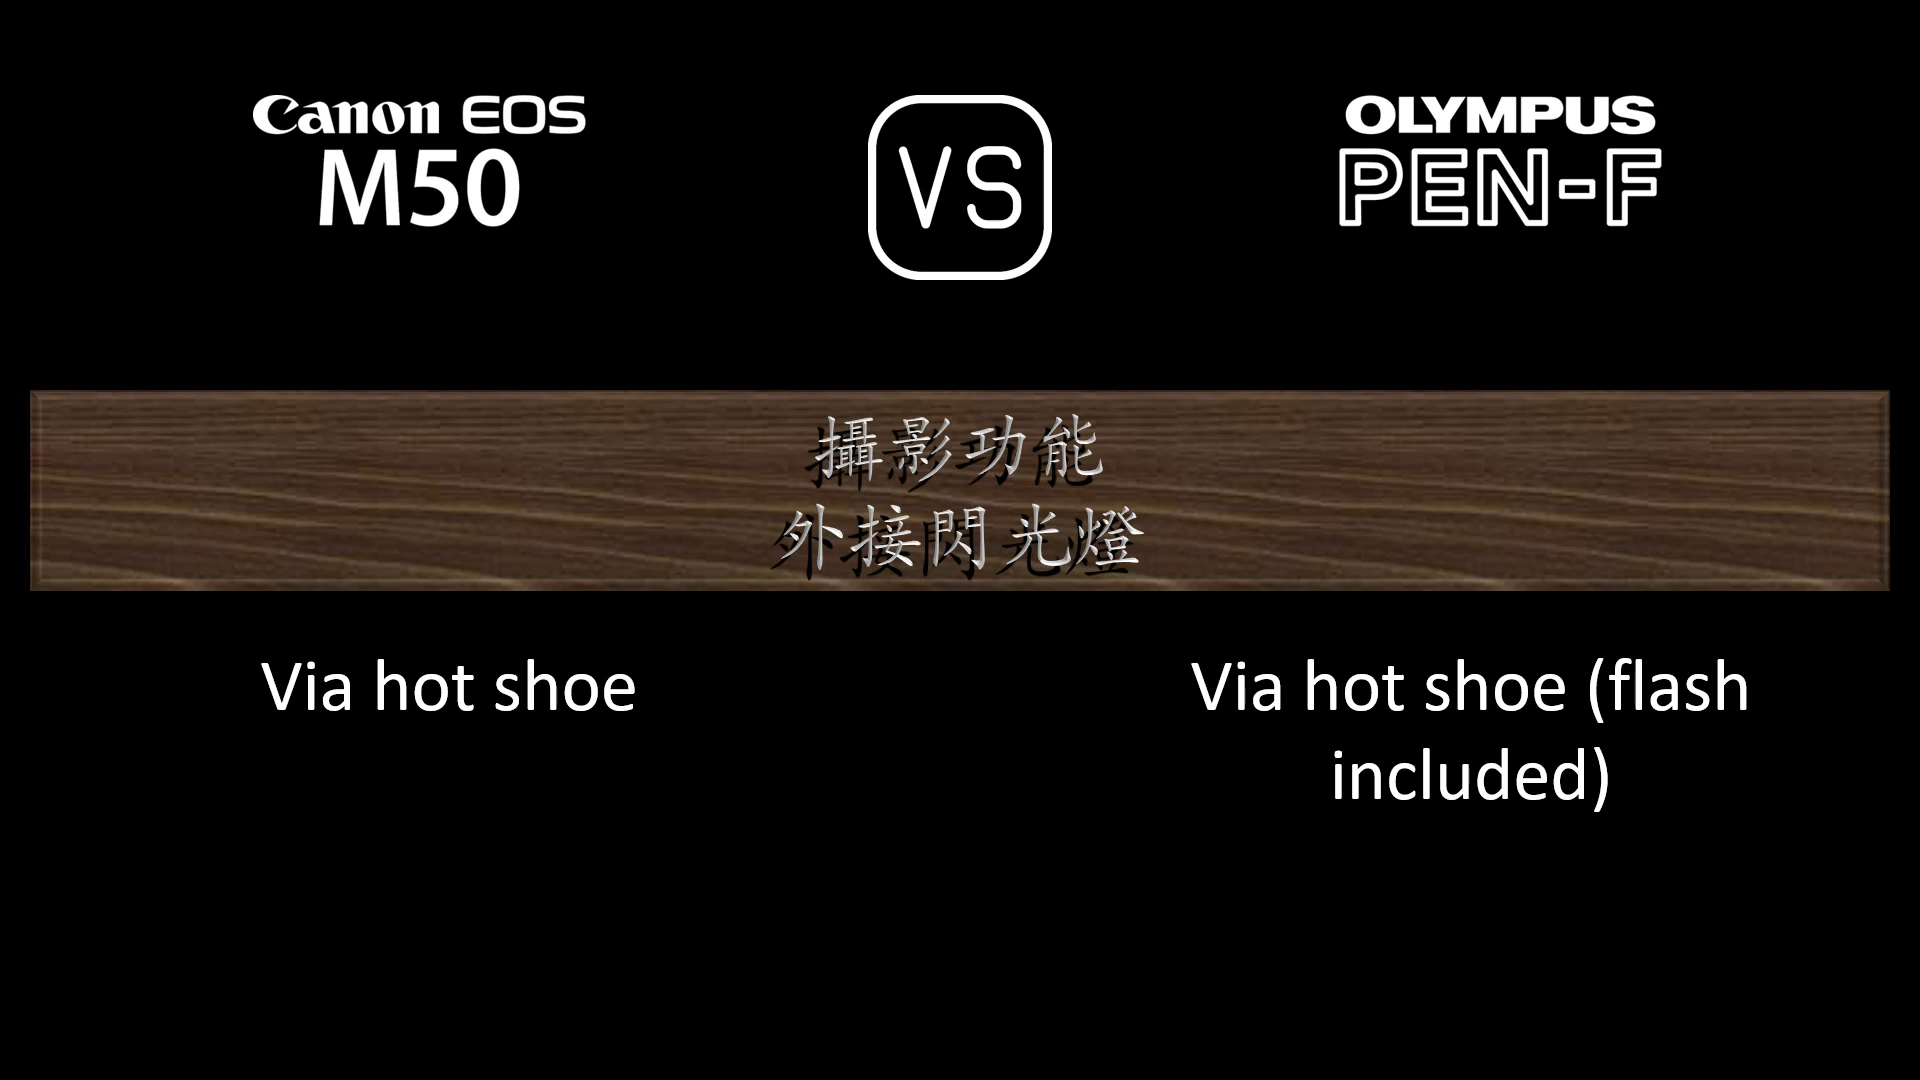 Canon EOS
M50
VS
OLYMPUS
PEN-F
攝影功能
外接閃光燈
Via hot shoe
Via hot shoe (flash
included)